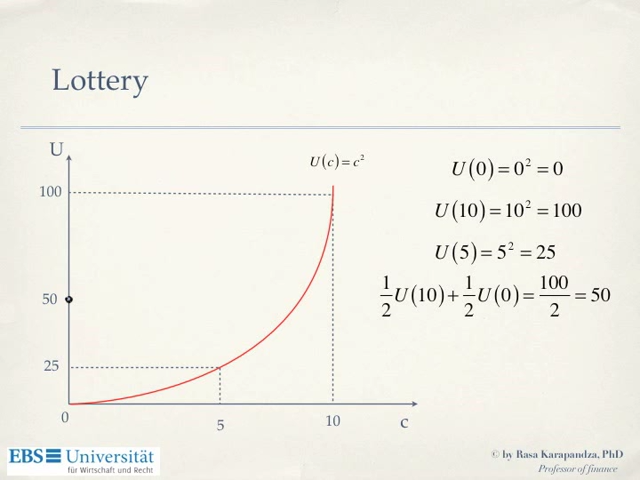 Lottery
U
U(c)=c²
100
50
25
0
5
10
c
U(0)=0²=0
U(10)=10²=100
U(5)=5²=25
1/2 U(10)+1/2 U(0)=100/2=50
EBS Universität
für Wirtschaft und Recht
© by Rasa Karapandza, PhD
Professor of finance